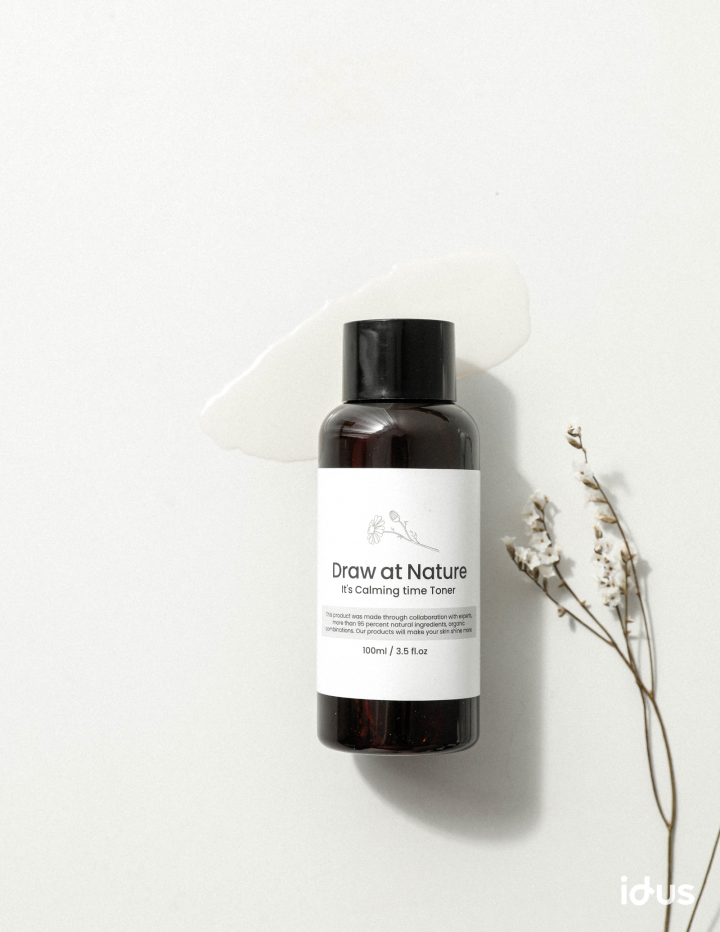 Draw at Nature
It's Calming time Toner
This product was made through collaboration with experts,
more than 95 percent natural ingredients, organic
combinations. Our products will make your skin shine more
100ml / 3.5 fl.oz
idus